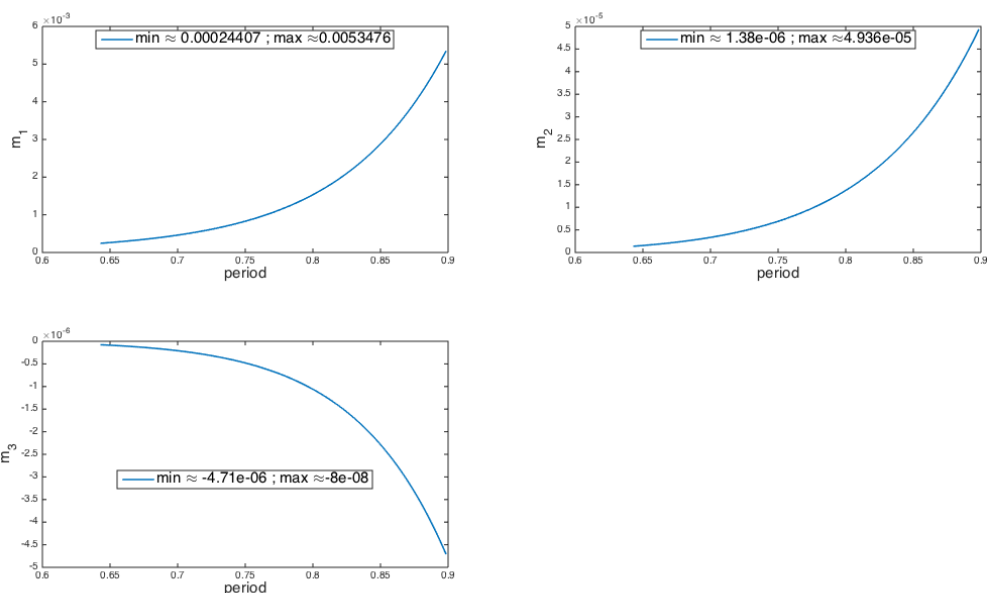 ×10⁻³
min ≈ 0.00024407 ; max ≈0.0053476
6
5
4
3
2
1
0
m₁
0.6 0.65 0.7 0.75 0.8 0.85 0.9
period
×10⁻⁵
min ≈ 1.38e-06 ; max ≈4.936e-05
5
4.5
4
3.5
3
2.5
2
1.5
1
0.5
0
m₂
0.6 0.65 0.7 0.75 0.8 0.85 0.9
period
×10⁻⁶
0
-0.5
-1
-1.5
-2
-2.5
-3
-3.5
-4
-4.5
-5
m₃
min ≈ -4.71e-06 ; max ≈-8e-08
0.6 0.65 0.7 0.75 0.8 0.85 0.9
period